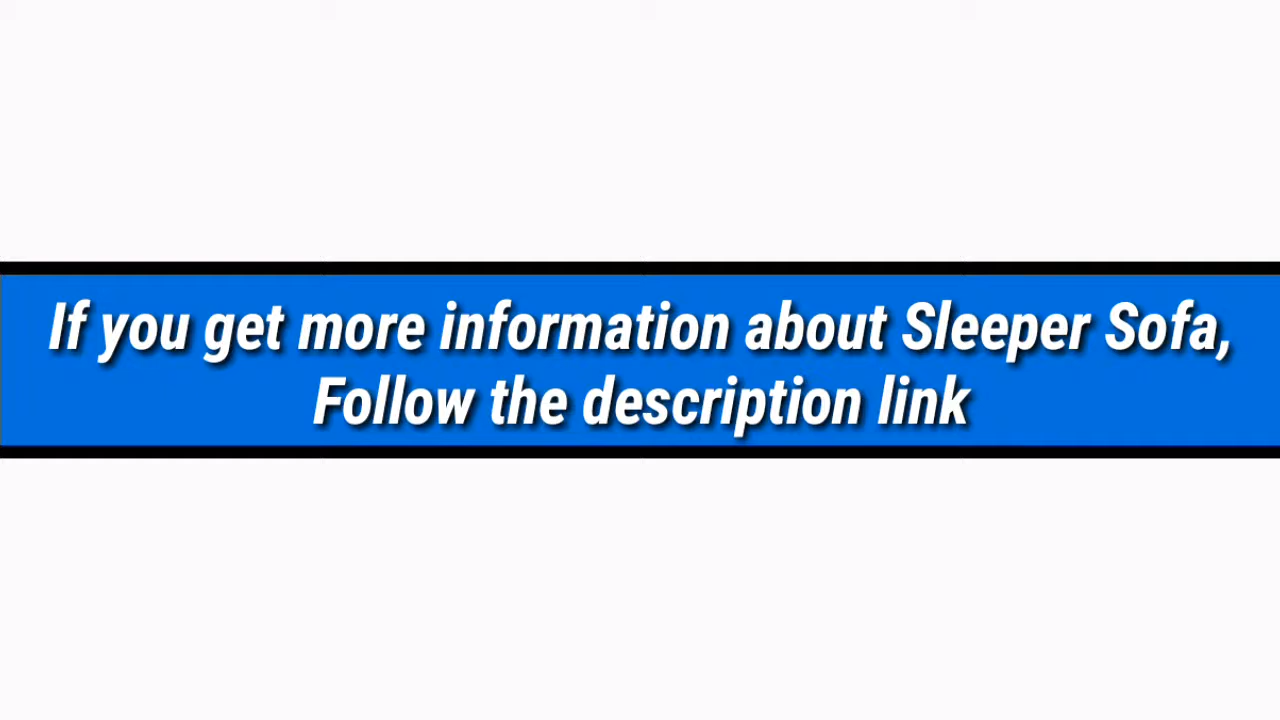 If you get more information about Sleeper Sofa,
Follow the description link